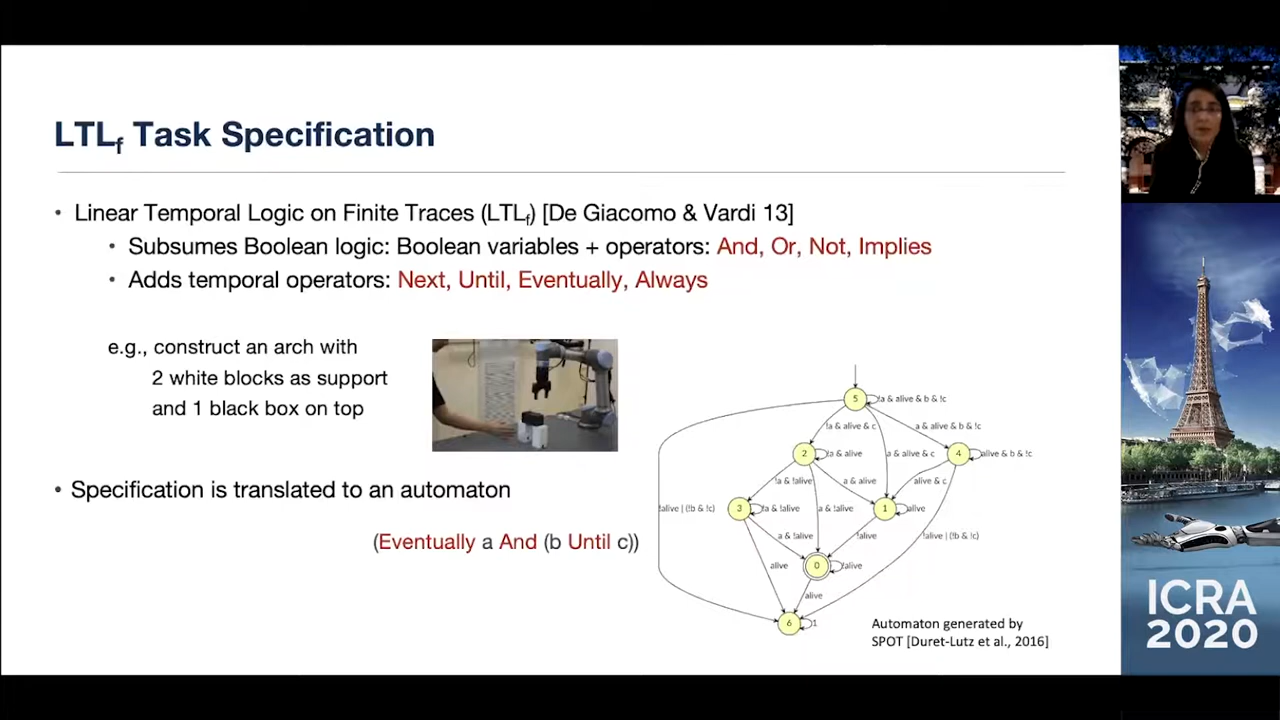 LTLf Task Specification
• Linear Temporal Logic on Finite Traces (LTLf) [De Giacomo & Vardi 13]
• Subsumes Boolean logic: Boolean variables + operators: And, Or, Not, Implies
• Adds temporal operators: Next, Until, Eventually, Always
e.g., construct an arch with
2 white blocks as support
and 1 black box on top
• Specification is translated to an automaton
(Eventually a And (b Until c))
5
!a & alive & b & !c
!a & alive & c
a & alive & b & !c
2
!a & alive
a & alive & c
4
alive & b & !c
!a & !alive
a & alive
alive & c
!alive | (!b & !c)
3
!a & !alive
a & !alive
1
alive
a & !alive
!alive
!alive | (!b & !c)
alive
0
!alive
alive
6
1
Automaton generated by
SPOT [Duret-Lutz et al., 2016]
ICRA
2020